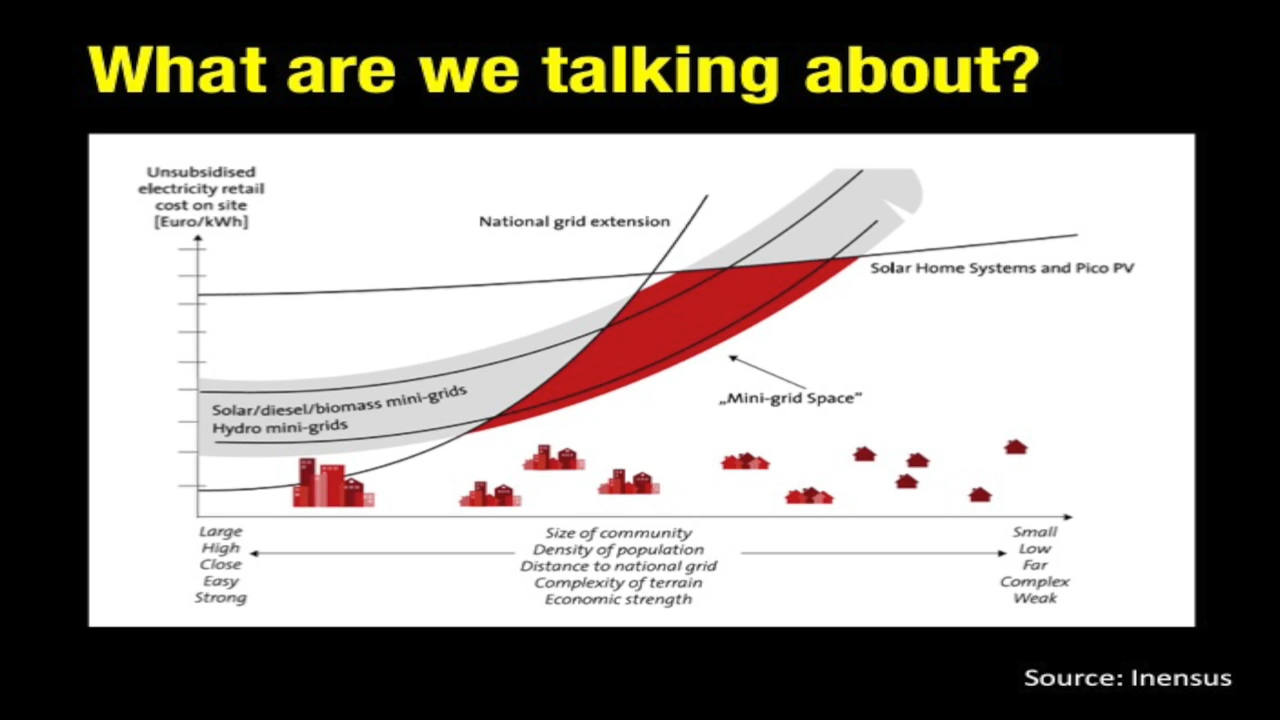 What are we talking about?
Unsubsidised
electricity retail
cost on site
[Euro/kWh]
National grid extension
Solar Home Systems and Pico PV
Solar/diesel/biomass mini-grids
Hydro mini-grids
„Mini-grid Space“
Large
High
Close
Easy
Strong
Size of community
Density of population
Distance to national grid
Complexity of terrain
Economic strength
Small
Low
Far
Complex
Weak
Source: Inensus